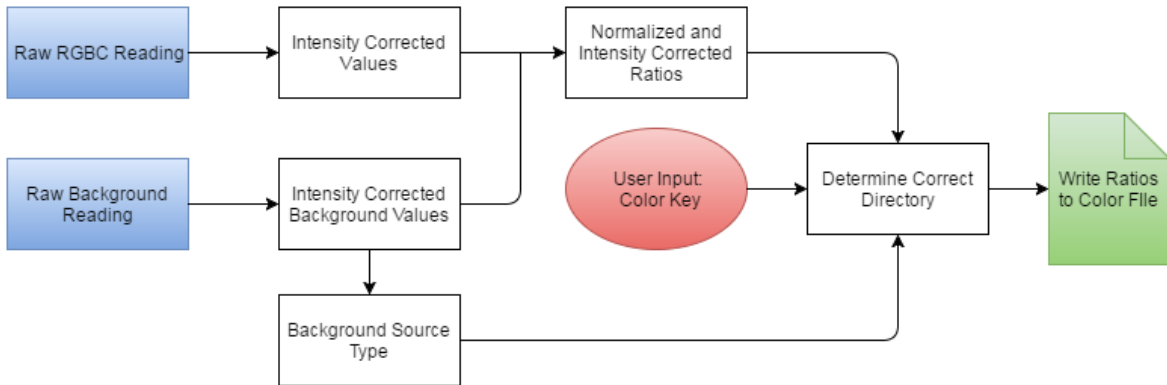 Raw RGBC Reading
Intensity Corrected
Values
Normalized and
Intensity Corrected
Ratios
Raw Background
Reading
Intensity Corrected
Background Values
User Input:
Color Key
Determine Correct
Directory
Write Ratios
to Color FIle
Background Source
Type